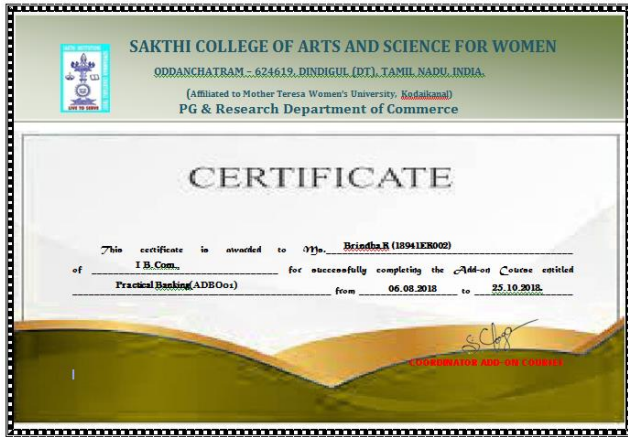 SAKTHI COLLEGE OF ARTS AND SCIENCE FOR WOMEN
ODDANCHATRAM – 624619. DINDIGUL (DT), TAMIL NADU. INDIA.
(Affiliated to Mother Teresa Women's University, Kodaikanal)
PG & Research Department of Commerce
CERTIFICATE
This certificate is awarded to Ms. Brindha.R (18941ER002)
of I B.Com., for successfully completing the Add-on Course entitled
Practical Banking(ADBO01) from 06.08.2018 to 25.10.2018.
COORDINATOR ADD-ON COURSES